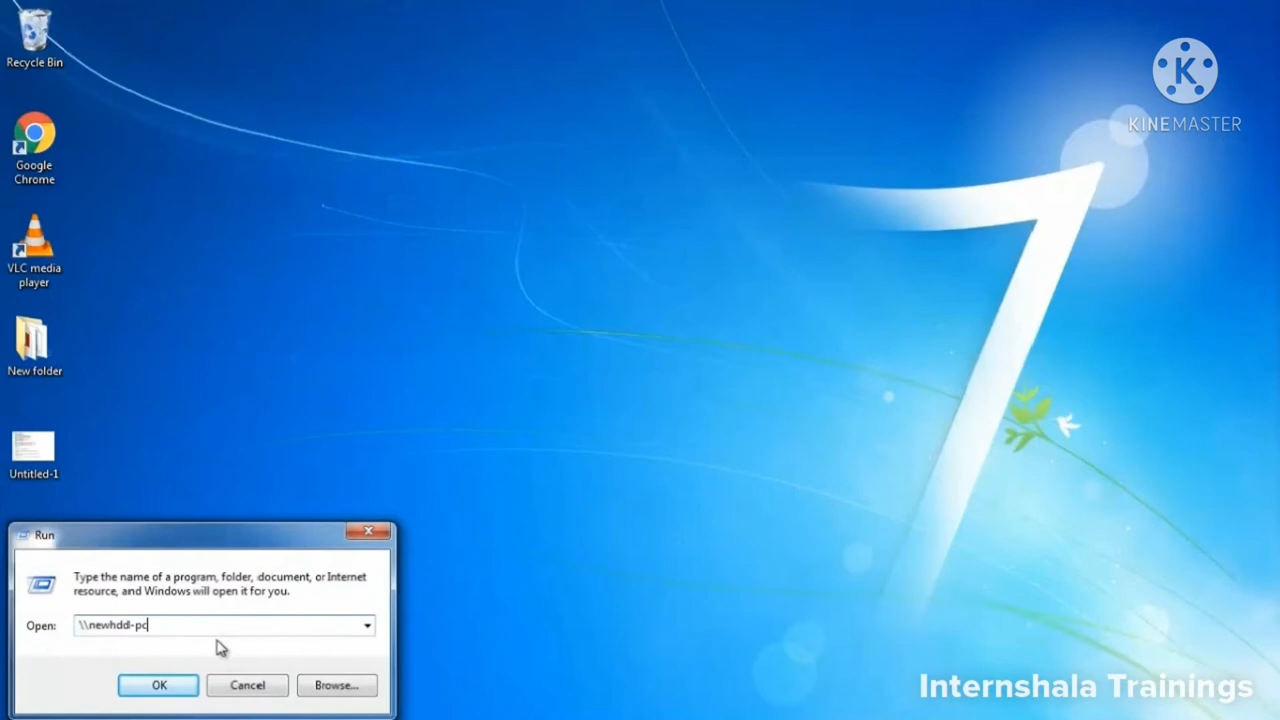 Recycle Bin
Google
Chrome
VLC media
player
New folder
Untitled-1
K
KINEMASTER
7
Run
Type the name of a program, folder, document, or Internet
resource, and Windows will open it for you.
Open: \\newhdd-pc
OK Cancel Browse...
Internshala Trainings